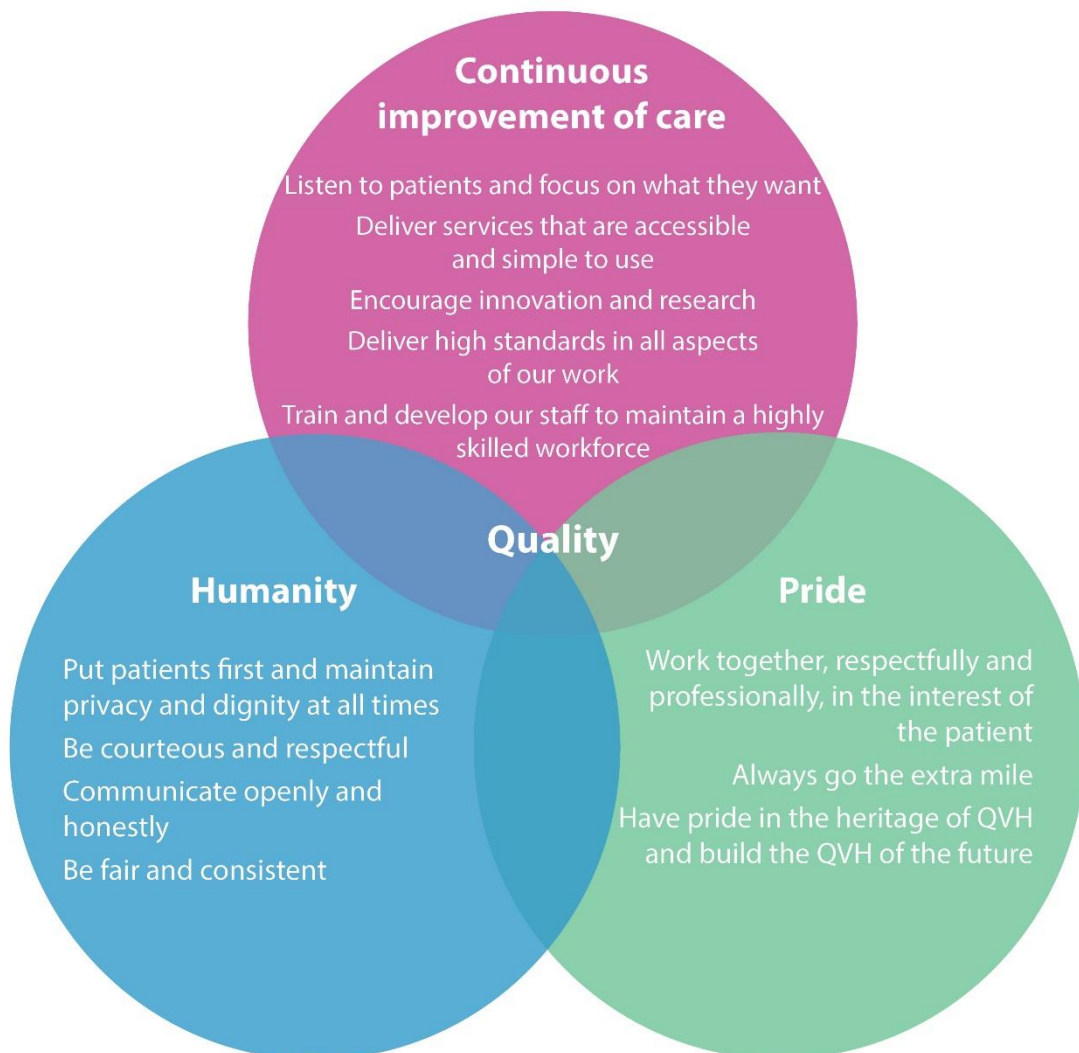 Continuous
improvement of care
Listen to patients and focus on what they want
Deliver services that are accessible
and simple to use
Encourage innovation and research
Deliver high standards in all aspects
of our work
Train and develop our staff to maintain a highly
skilled workforce
Quality
Humanity
Put patients first and maintain
privacy and dignity at all times
Be courteous and respectful
Communicate openly and
honestly
Be fair and consistent
Pride
Work together, respectfully and
professionally, in the interest of
the patient
Always go the extra mile
Have pride in the heritage of QVH
and build the QVH of the future